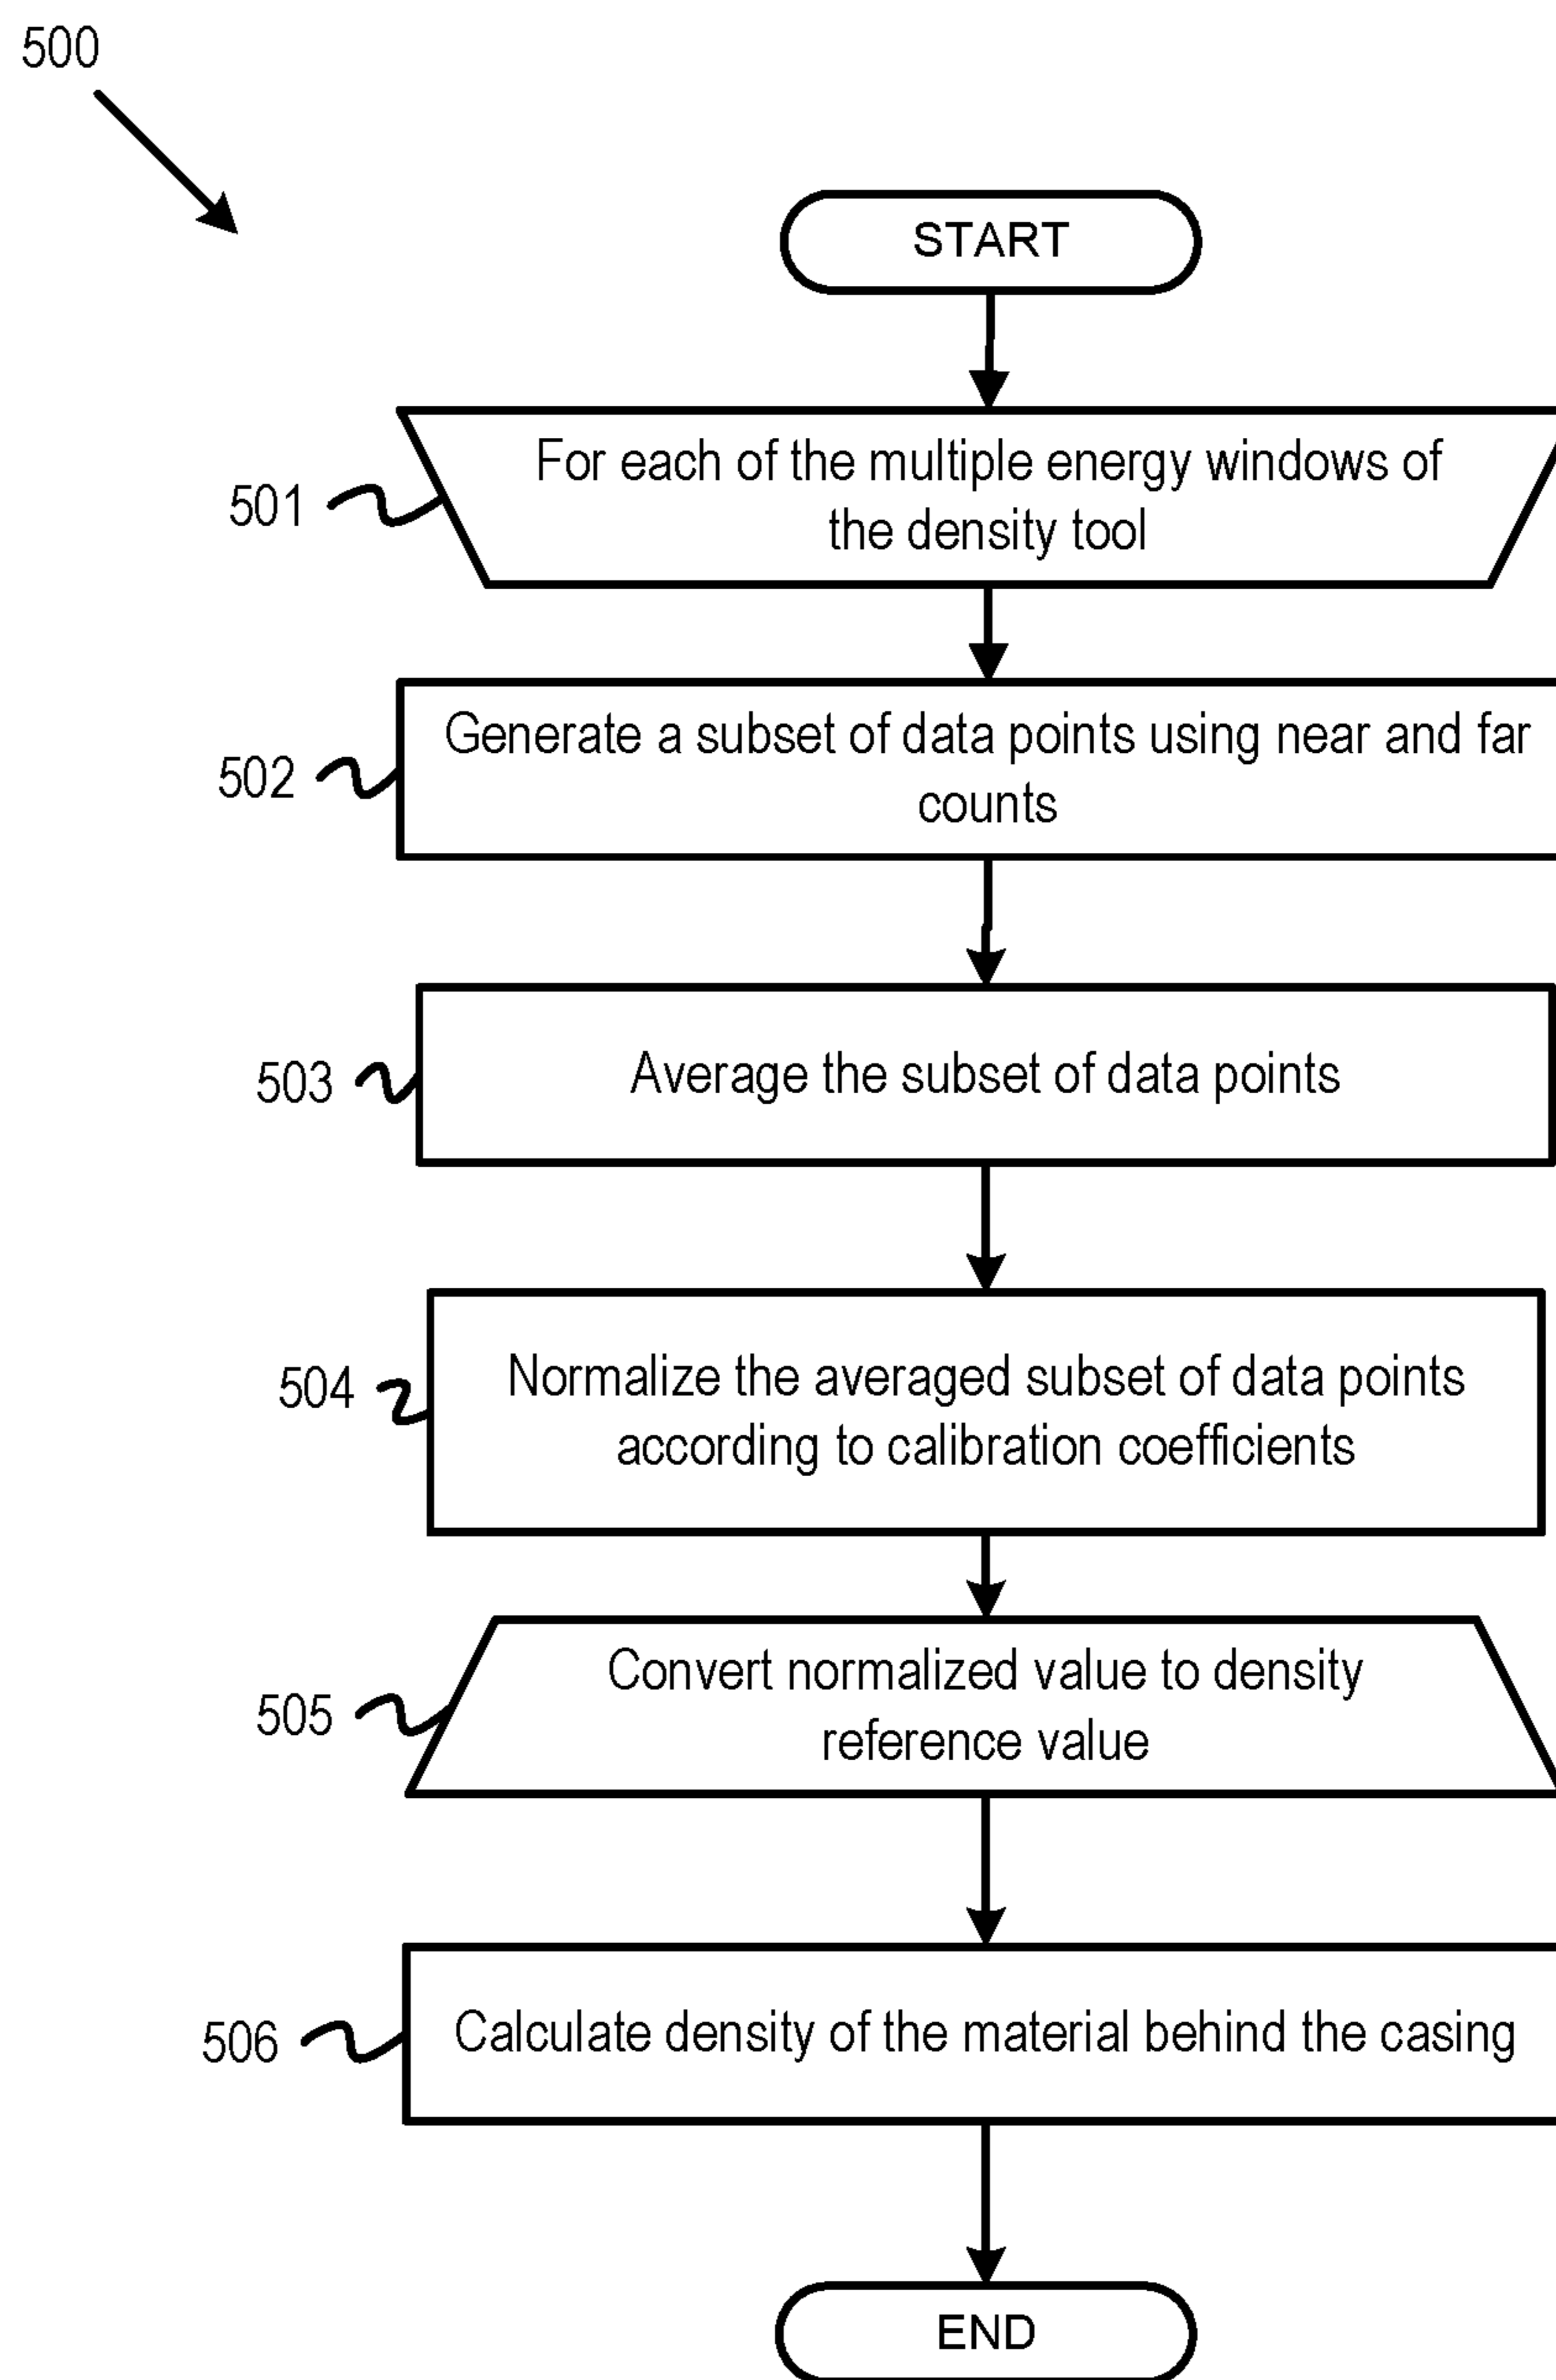 500
START
501
For each of the multiple energy windows of
the density tool
502
Generate a subset of data points using near and far
counts
503
Average the subset of data points
504
Normalize the averaged subset of data points
according to calibration coefficients
505
Convert normalized value to density
reference value
506
Calculate density of the material behind the casing
END